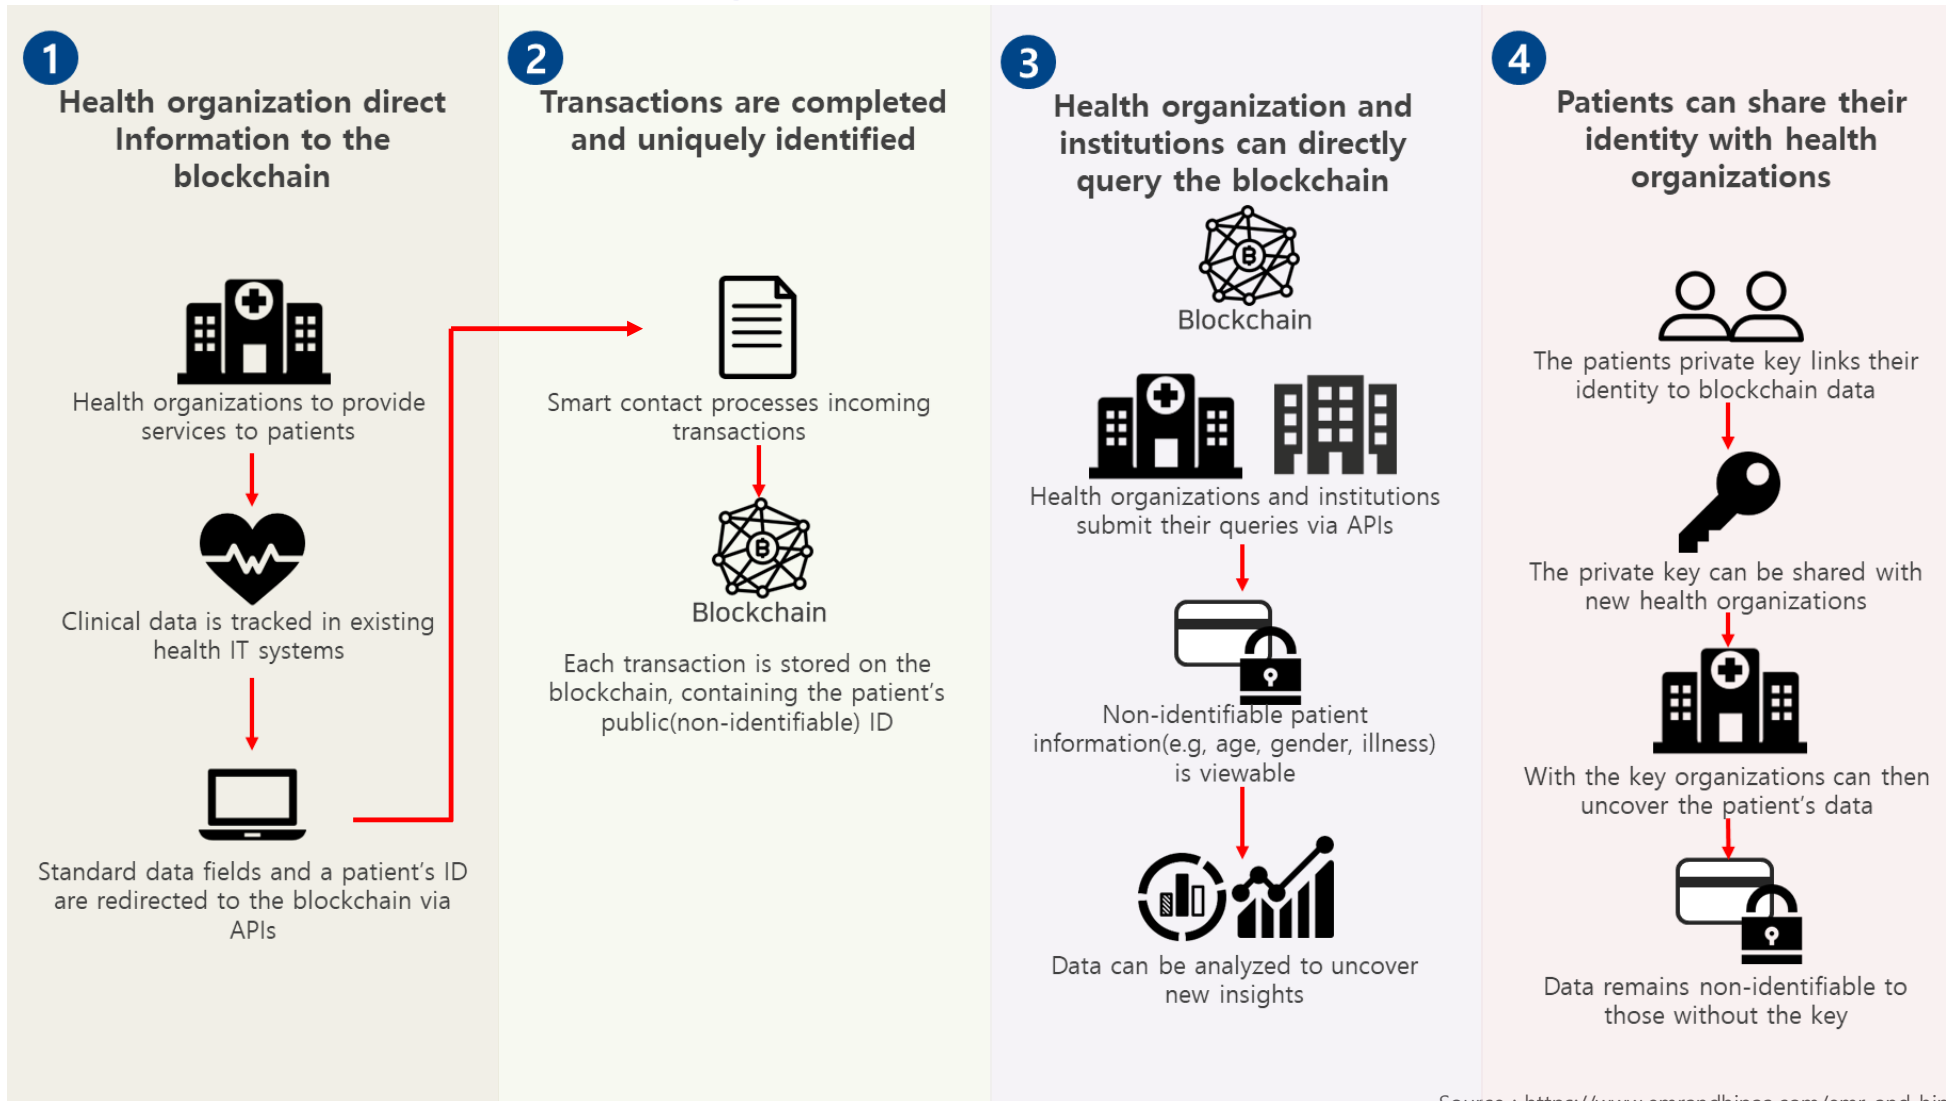 1
Health organization direct
Information to the
blockchain
Health organizations to provide
services to patients
Clinical data is tracked in existing
health IT systems
Standard data fields and a patient's ID
are redirected to the blockchain via
APIs
2
Transactions are completed
and uniquely identified
Smart contact processes incoming
transactions
Blockchain
Each transaction is stored on the
blockchain, containing the patient's
public(non-identifiable) ID
3
Health organization and
institutions can directly
query the blockchain
Blockchain
Health organizations and institutions
submit their queries via APIs
Non-identifiable patient
information(e.g, age, gender, illness)
is viewable
Data can be analyzed to uncover
new insights
4
Patients can share their
identity with health
organizations
The patients private key links their
identity to blockchain data
The private key can be shared with
new health organizations
With the key organizations can then
uncover the patient's data
Data remains non-identifiable to
those without the key